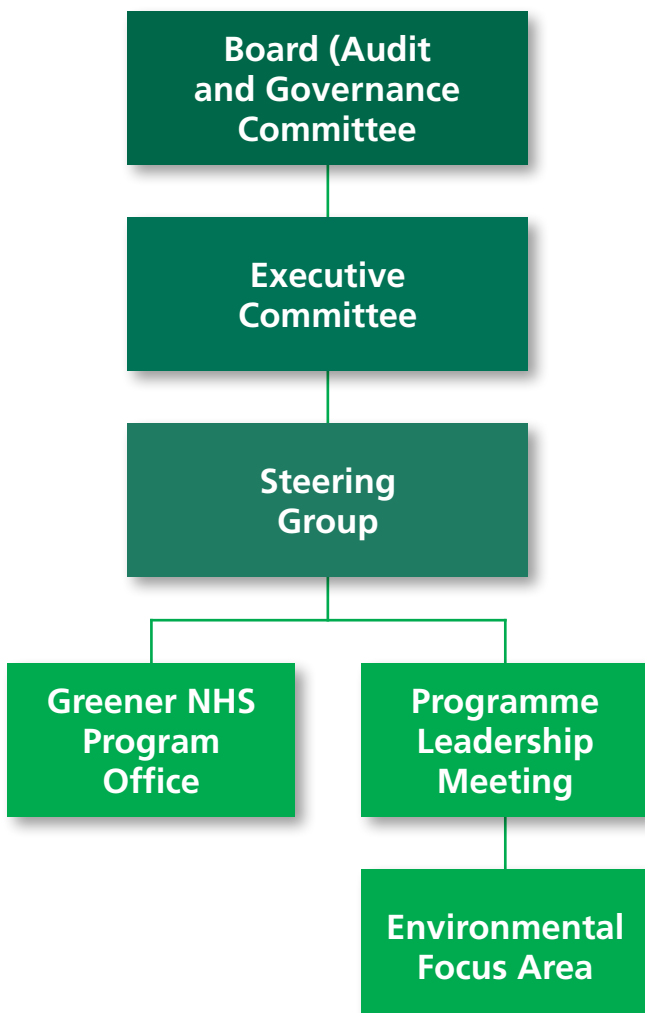 Board (Audit
and Governance
Committee
Executive
Committee
Steering
Group
Greener NHS
Program
Office
Programme
Leadership
Meeting
Environmental
Focus Area